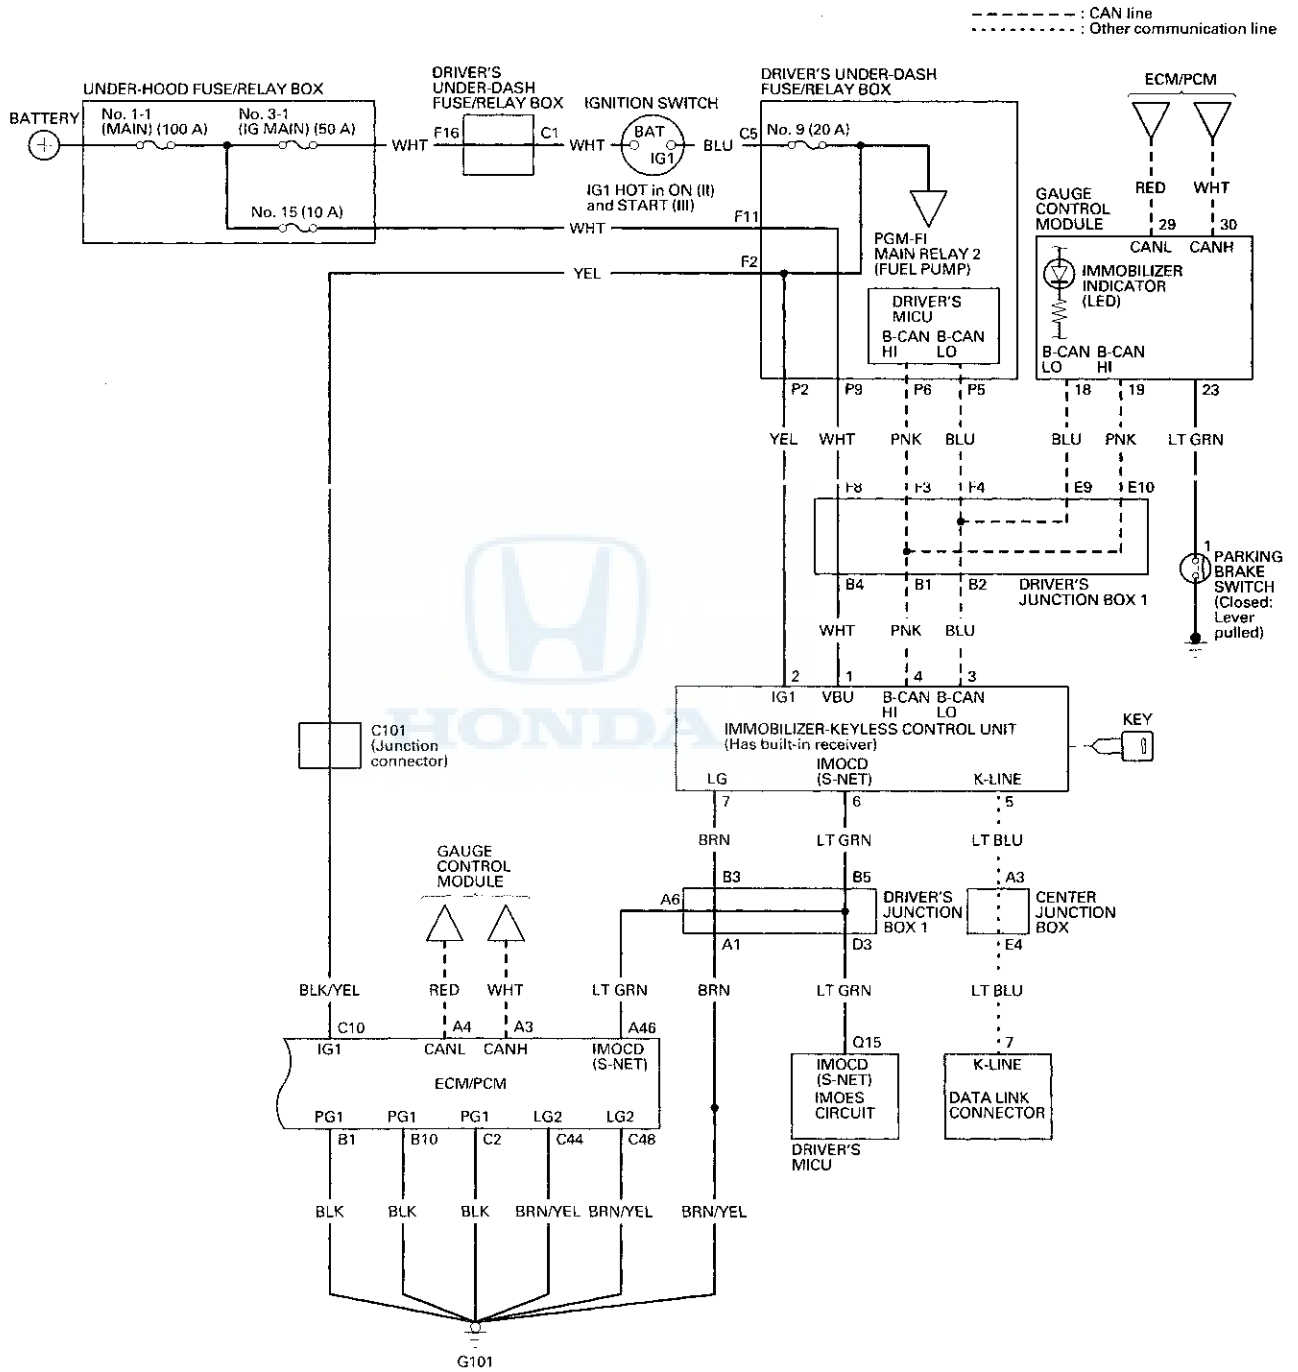 : CAN line
: Other communication line
UNDER-HOOD FUSE/RELAY BOX
DRIVER'S
UNDER-DASH
FUSE/RELAY BOX
IGNITION SWITCH
DRIVER'S UNDER-DASH
FUSE/RELAY BOX
ECM/PCM
BATTERY
No. 1-1
(MAIN) (100 A)
No. 3-1
(IG MAIN) (50 A)
WHT
F16
C1
WHT
BAT
IG1
BLU
C5
No. 9 (20 A)
IG1 HOT in ON (II)
and START (III)
No. 15 (10 A)
WHT
F11
YEL
F2
PGM-FI
MAIN RELAY 2
(FUEL PUMP)
DRIVER'S
MICU
B-CAN
HI
B-CAN
LO
RED
WHT
GAUGE
CONTROL
MODULE
29
30
CANL
CANH
IMMOBILIZER
INDICATOR
(LED)
B-CAN
LO
B-CAN
HI
P2
P9
P6
P5
18
19
23
YEL
WHT
PNK
BLU
BLU
PNK
LT GRN
F8
F3
F4
E9
E10
B4
B1
B2
DRIVER'S
JUNCTION BOX 1
1
PARKING
BRAKE
SWITCH
(Closed:
Lever
pulled)
WHT
PNK
BLU
HONDA
2
1
4
3
IG1
VBU
B-CAN
HI
B-CAN
LO
IMMOBILIZER-KEYLESS CONTROL UNIT
(Has built-in receiver)
LG
IMOCD
(S-NET)
K-LINE
KEY
C101
(Junction
connector)
7
6
5
BRN
LT GRN
LT BLU
GAUGE
CONTROL
MODULE
A6
B3
B5
A3
DRIVER'S
JUNCTION
BOX 1
CENTER
JUNCTION
BOX
A1
D3
E4
BLK/YEL
RED
WHT
LT GRN
BRN
LT GRN
LT BLU
C10
A4
A3
A46
Q15
7
IG1
CANL
CANH
IMOCD
(S-NET)
ECM/PCM
IMOCD
(S-NET)
IMOES
CIRCUIT
K-LINE
DATA LINK
CONNECTOR
PG1
PG1
PG1
LG2
LG2
B1
B10
C2
C44
C48
DRIVER'S
MICU
BLK
BLK
BLK
BRN/YEL
BRN/YEL
BRN/YEL
G101